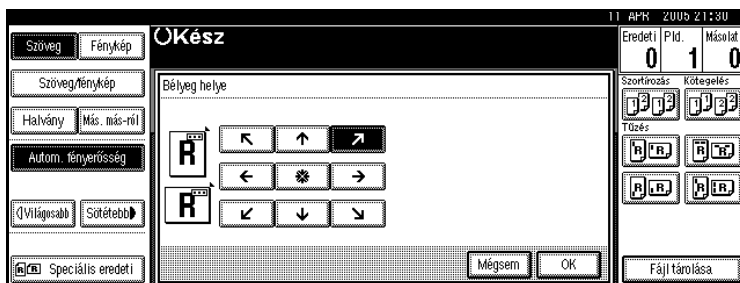 11 APR 2005 21:30
Szöveg Fénykép
Kész
Eredeti Pld. Másolat
0 1 0
Szöveg/fénykép
Bélyeg helye
Szortírozás Kötegelés
Halvány Más. más-ról
Tűzés
Autom. fényerősség
Világosabb Sötétebb
Speciális eredeti
Mégsem OK
Fájl tárolása